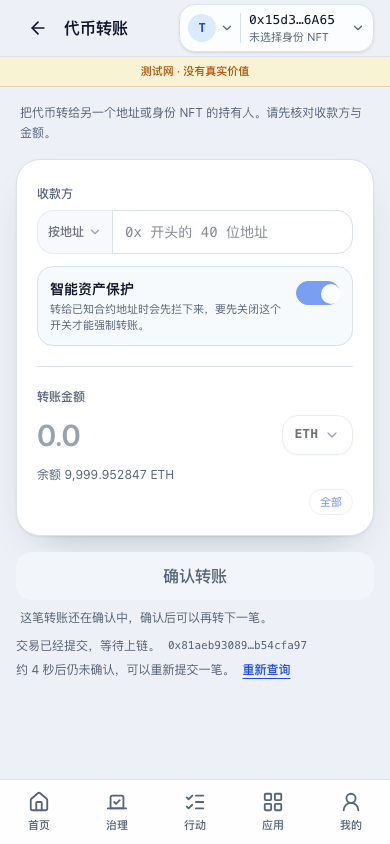 代币转账
T
0x15d3…6A65
未选择身份 NFT
测试网 · 没有真实价值
把代币转给另一个地址或身份 NFT 的持有人。请先核对收款方与
金额。
收款方
按地址
0x 开头的 40 位地址
智能资产保护
转给已知合约地址时会先拦下来，要先关闭这个
开关才能强制转账。
转账金额
0.0
ETH
余额 9,999.952847 ETH
全部
确认转账
这笔转账还在确认中，确认后可以再转下一笔。
交易已经提交，等待上链。 0x81aeb93089…b54cfa97
约 4 秒后仍未确认，可以重新提交一笔。 重新查询
首页
治理
行动
应用
我的